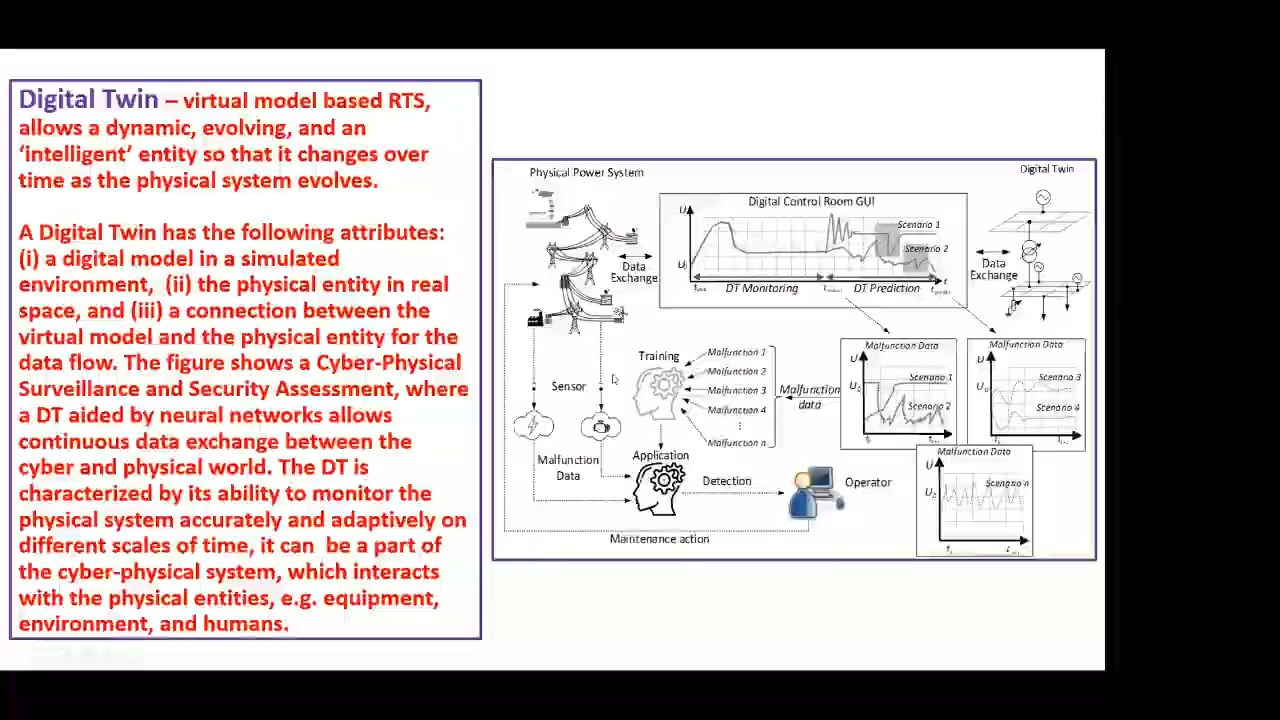 Digital Twin – virtual model based RTS,
allows a dynamic, evolving, and an
‘intelligent’ entity so that it changes over
time as the physical system evolves.
A Digital Twin has the following attributes:
(i) a digital model in a simulated
environment, (ii) the physical entity in real
space, and (iii) a connection between the
virtual model and the physical entity for the
data flow. The figure shows a Cyber-Physical
Surveillance and Security Assessment, where
a DT aided by neural networks allows
continuous data exchange between the
cyber and physical world. The DT is
characterized by its ability to monitor the
physical system accurately and adaptively on
different scales of time, it can be a part of
the cyber-physical system, which interacts
with the physical entities, e.g. equipment,
environment, and humans.
Physical Power System
Digital Twin
Digital Control Room GUI
U
Scenario 1
Scenario 2
U₀
t
DT Monitoring
DT Prediction
Data
Exchange
Data
Exchange
Sensor
Malfunction
Data
Training
Malfunction 1
Malfunction 2
Malfunction 3
Malfunction 4
⋮
Malfunction n
Malfunction
data
Application
Detection
Operator
Maintenance action
Malfunction Data
U
U₀
Scenario 1
Scenario 2
Malfunction Data
U
Scenario 3
Scenario 4
Malfunction Data
U
U₀
Scenario n